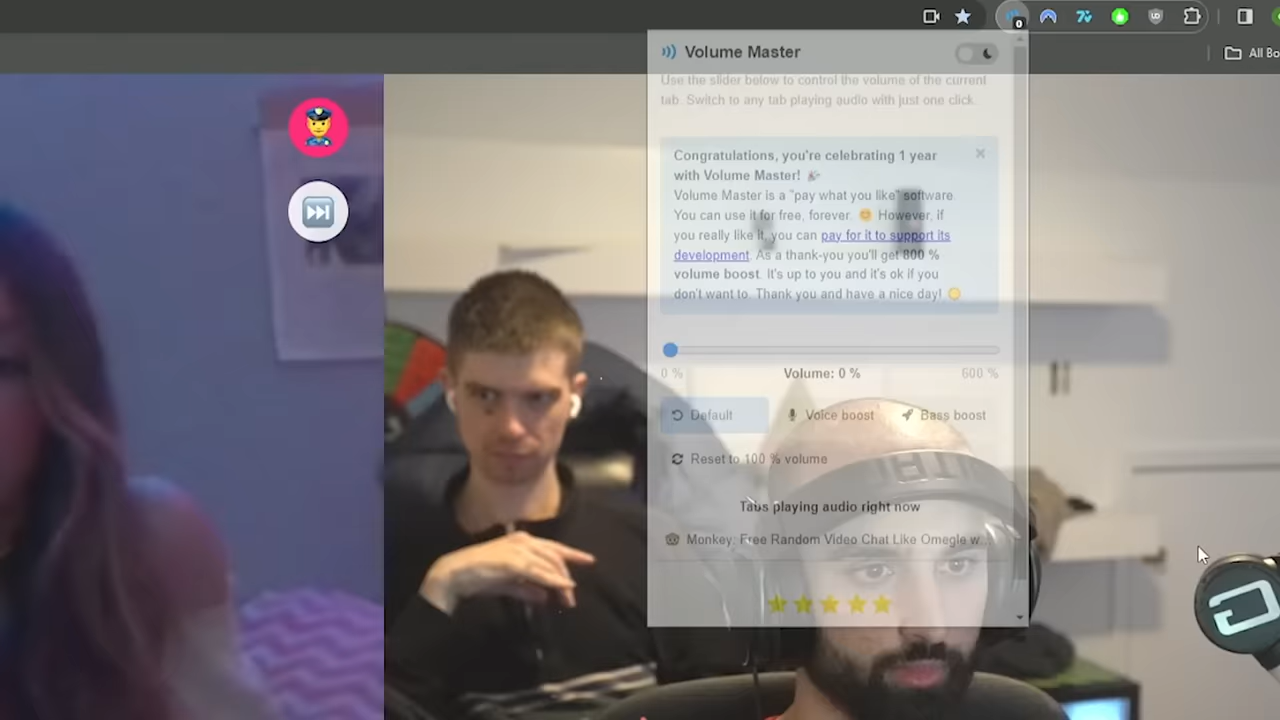 0
UD
All Bo
Volume Master
Use the slider below to control the volume of the current
tab. Switch to any tab playing audio with just one click.
Congratulations, you're celebrating 1 year
with Volume Master! 🎉
Volume Master is a "pay what you like" software
You can use it for free, forever. 😊 However, if
you really like it, you can pay for it to support its
development. As a thank-you you'll get 800 %
volume boost. It's up to you and it's ok if you
don't want to. Thank you and have a nice day! 🙂
0 %
Volume: 0 %
600 %
Default
Voice boost
Bass boost
Reset to 100 % volume
Tabs playing audio right now
Monkey: Free Random Video Chat Like Omegle w...